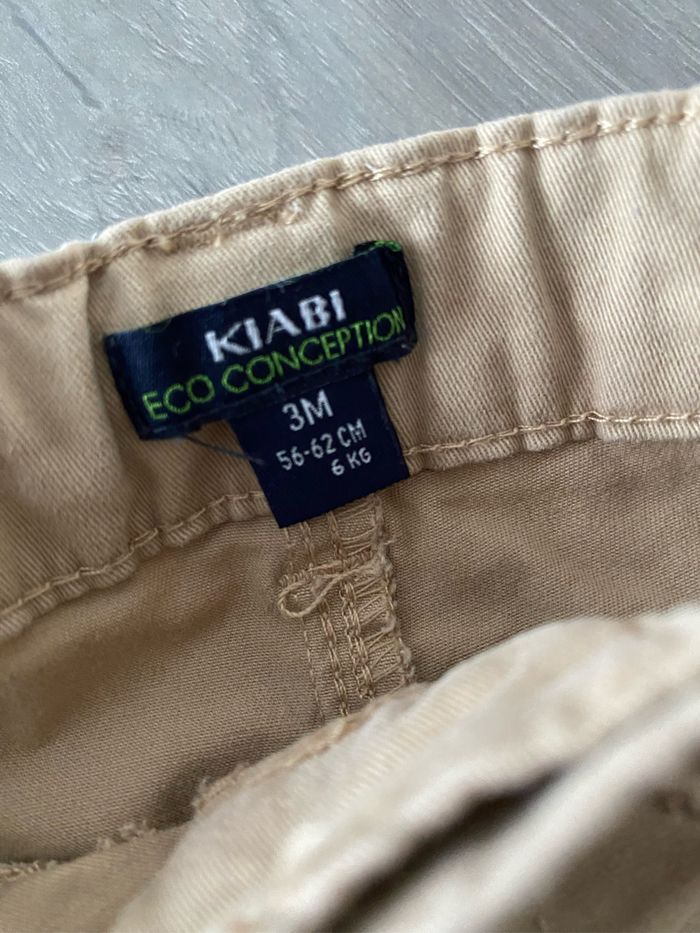 KIABI
ECO CONCEPTION
3M
56-62 CM
6 KG